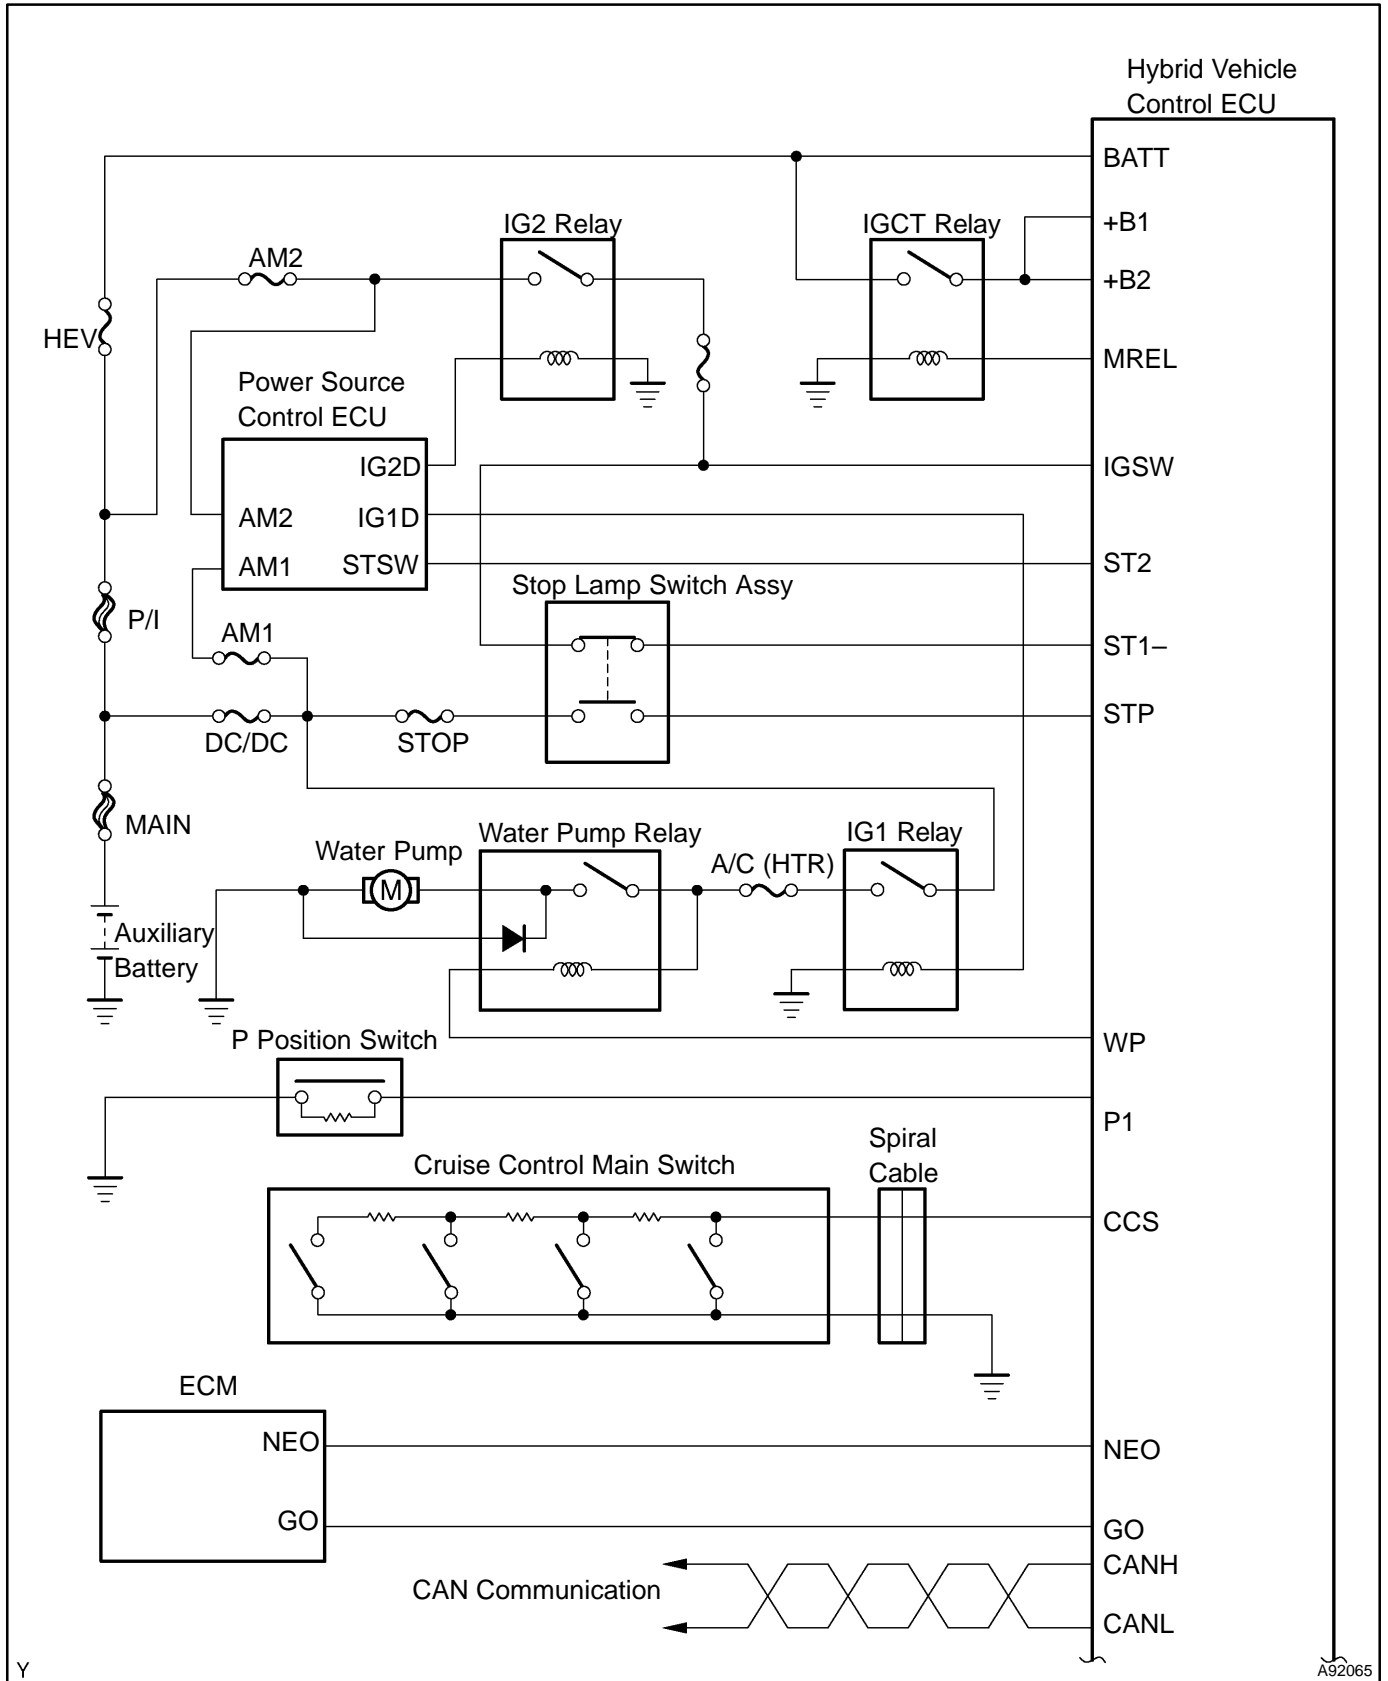 Hybrid Vehicle
Control ECU
BATT
+B1
IG2 Relay
IGCT Relay
AM2
+B2
HEV
MREL
Power Source
Control ECU
IG2D
IGSW
AM2
IG1D
AM1
STSW
ST2
Stop Lamp Switch Assy
P/I
AM1
ST1–
STP
DC/DC
STOP
MAIN
Water Pump
Water Pump Relay
A/C (HTR)
IG1 Relay
M
Auxiliary
Battery
P Position Switch
WP
P1
Spiral
Cable
Cruise Control Main Switch
CCS
ECM
NEO
NEO
GO
GO
CAN Communication
CANH
CANL
Y
A92065